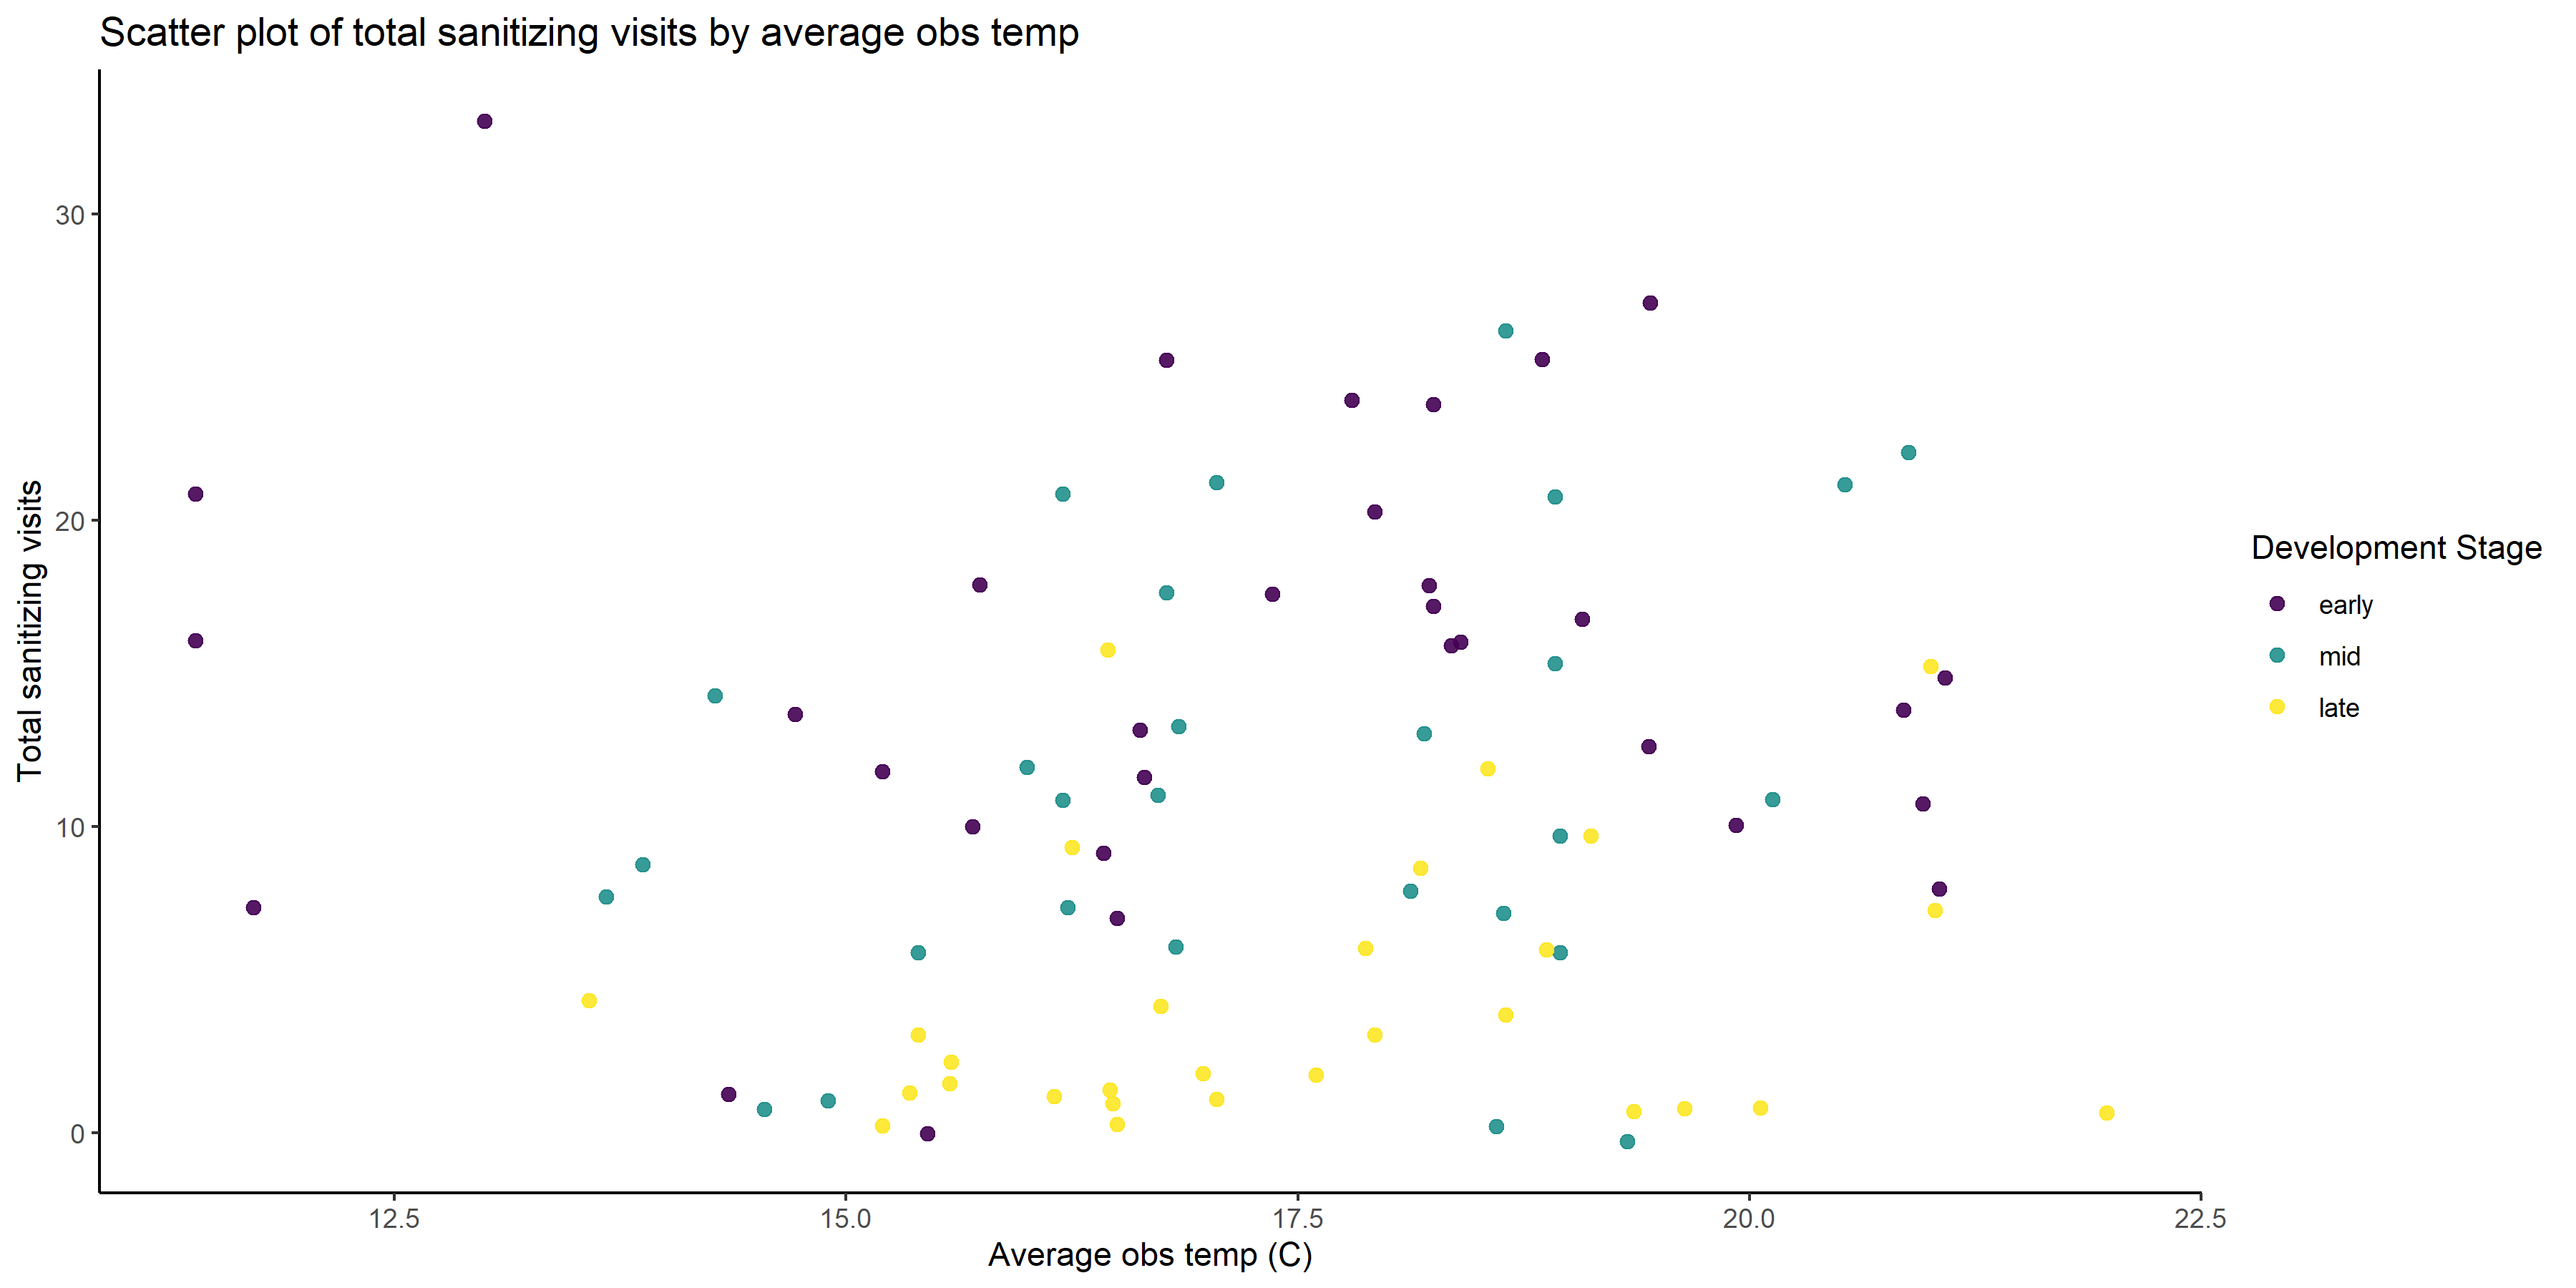 Scatter plot of total sanitizing visits by average obs temp
Total sanitizing visits
30
20
10
0
12.5 15.0 17.5 20.0 22.5
Average obs temp (C)
Development Stage
early
mid
late